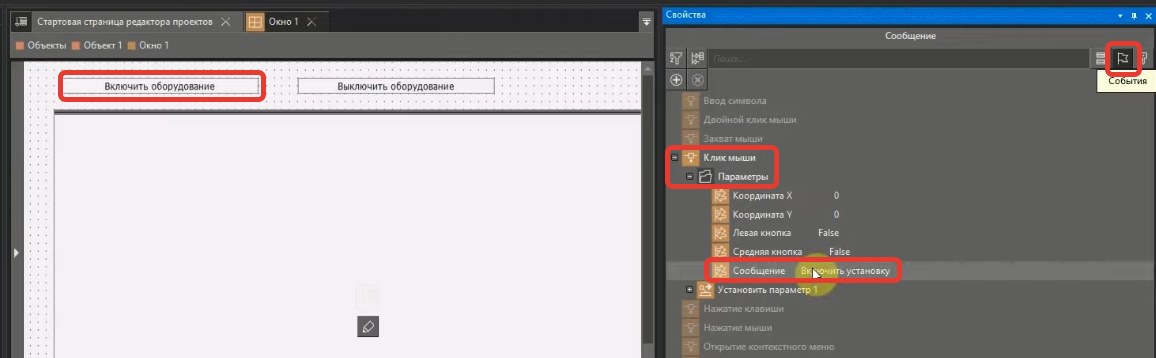 Стартовая страница редактора проектов
Окно 1
Объекты Объект 1 Окно 1
Включить оборудование
Выключить оборудование
Свойства
Сообщение
Поиск...
События
Ввод символа
Двойной клик мыши
Захват мыши
Клик мыши
Параметры
Координата X 0
Координата Y 0
Левая кнопка False
Средняя кнопка False
Сообщение Включить установку
Установить параметр 1
Нажатие клавиши
Нажатие мыши
Открытие контекстного меню